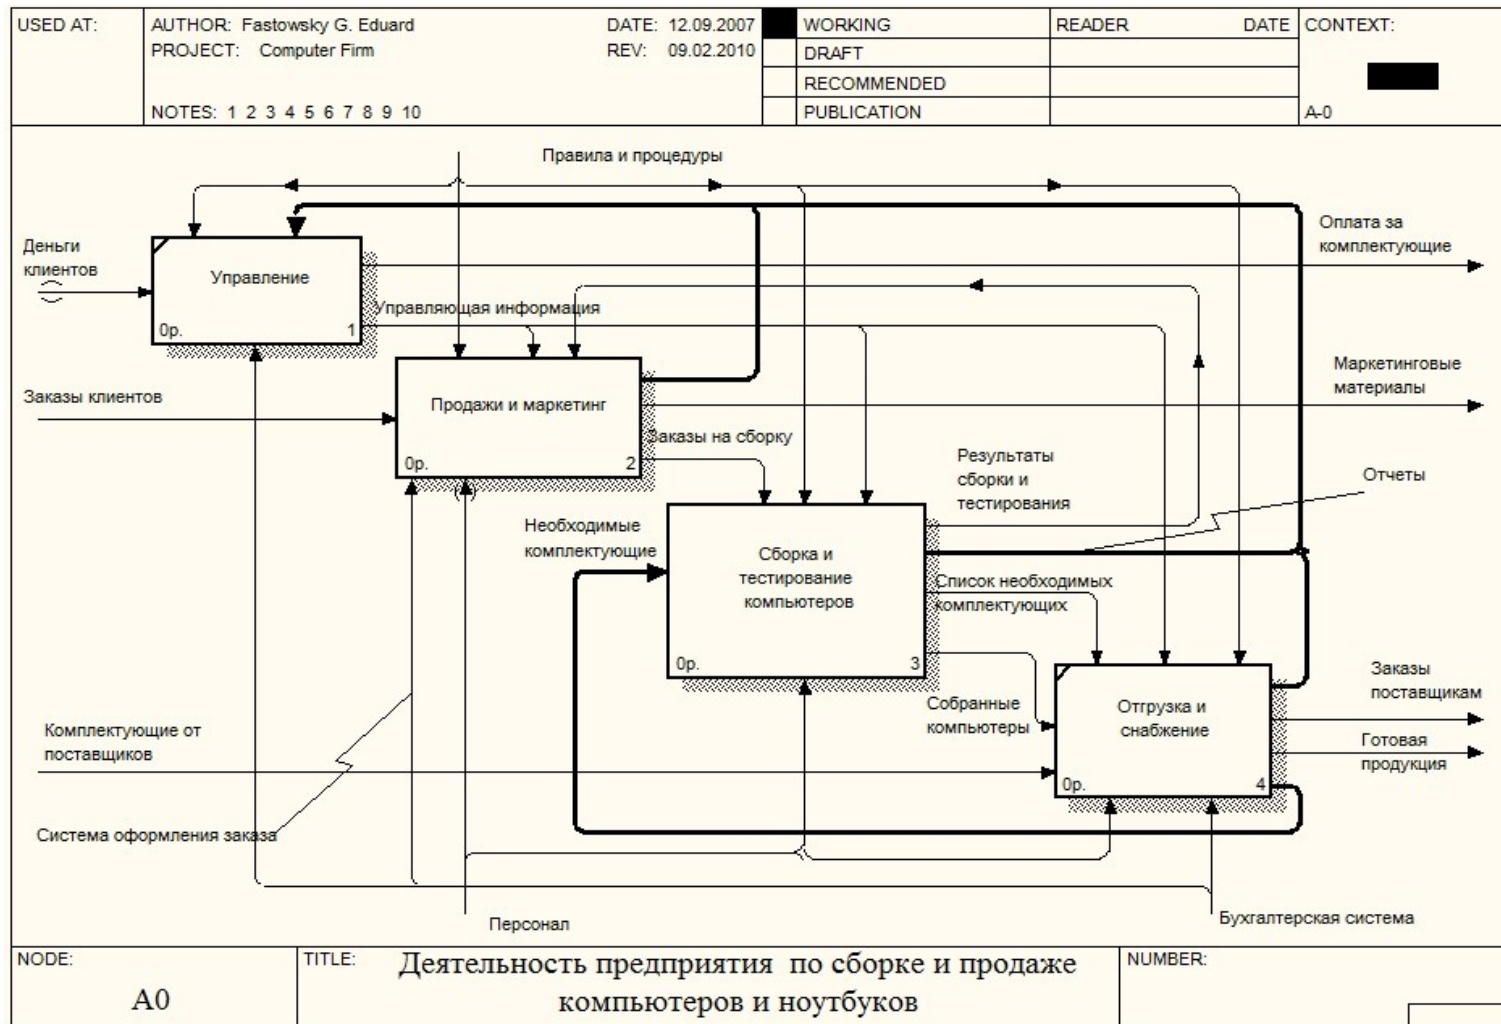 USED AT:
AUTHOR: Fastowsky G. Eduard
DATE: 12.09.2007
PROJECT: Computer Firm
REV: 09.02.2010
NOTES: 1 2 3 4 5 6 7 8 9 10
WORKING
DRAFT
RECOMMENDED
PUBLICATION
READER
DATE
CONTEXT:
A-0
Правила и процедуры
Деньги
клиентов
Управление
0р.
1
Оплата за
комплектующие
Управляющая информация
Заказы клиентов
Продажи и маркетинг
0р.
2
Маркетинговые
материалы
Заказы на сборку
Результаты
сборки и
тестирования
Отчеты
Необходимые
комплектующие
Сборка и
тестирование
компьютеров
0р.
3
Список необходимых
комплектующих
Собранные
компьютеры
Отгрузка и
снабжение
0р.
4
Заказы
поставщикам
Готовая
продукция
Комплектующие от
поставщиков
Система оформления заказа
Персонал
Бухгалтерская система
NODE:
A0
TITLE:
Деятельность предприятия по сборке и продаже
компьютеров и ноутбуков
NUMBER: